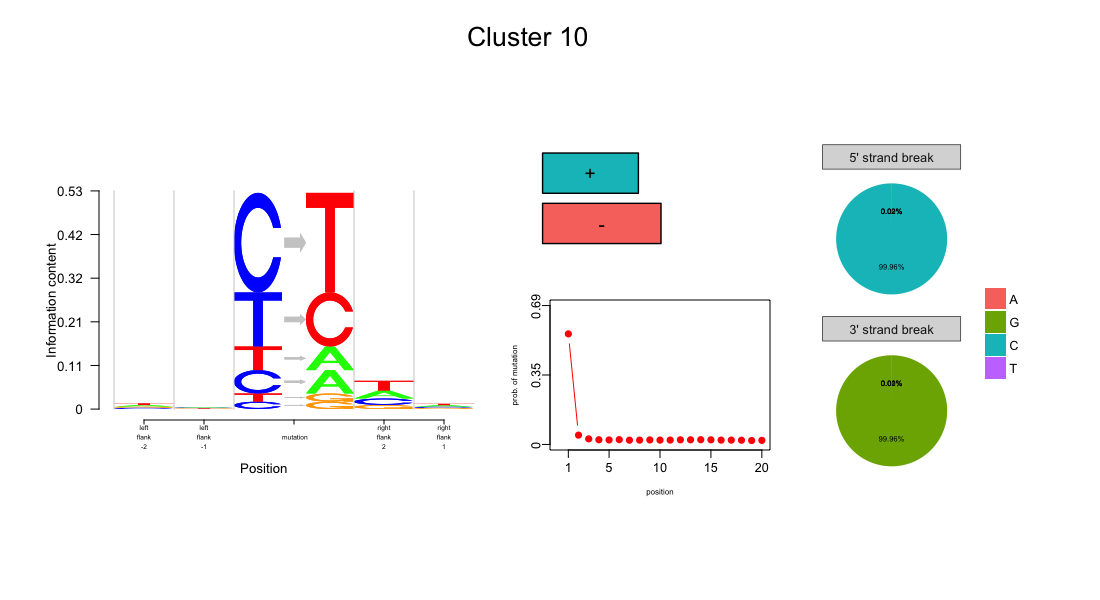 Cluster 10
Information content
0.53
0.42
0.32
0.21
0.11
0
C
T
T
C
T
C
T
C
A
A
G
G
T
A
C
G
left
flank
-2
left
flank
-1
mutation
right
flank
2
right
flank
1
Position
+
-
prob. of mutation
0.69
0.35
0
1
5
10
15
20
position
5' strand break
99.96%
3' strand break
99.96%
A
G
C
T